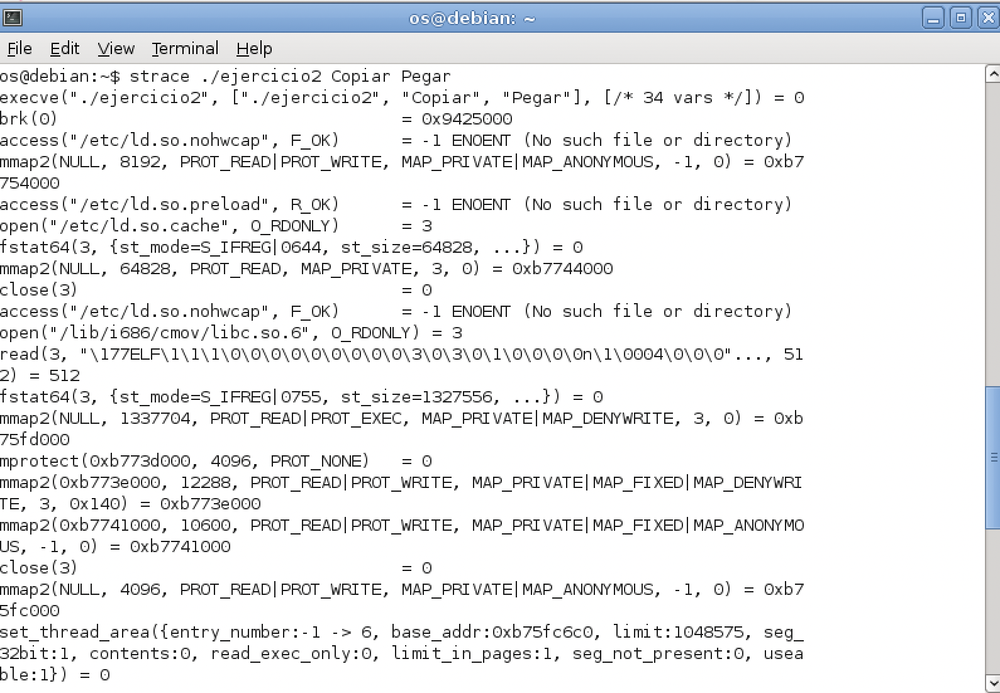 os@debian: ~
File Edit View Terminal Help
os@debian:~$ strace ./ejercicio2 Copiar Pegar
execve("./ejercicio2", ["./ejercicio2", "Copiar", "Pegar"], [/* 34 vars */]) = 0
brk(0)                                  = 0x9425000
access("/etc/ld.so.nohwcap", F_OK)      = -1 ENOENT (No such file or directory)
mmap2(NULL, 8192, PROT_READ|PROT_WRITE, MAP_PRIVATE|MAP_ANONYMOUS, -1, 0) = 0xb7
754000
access("/etc/ld.so.preload", R_OK)      = -1 ENOENT (No such file or directory)
open("/etc/ld.so.cache", O_RDONLY)      = 3
fstat64(3, {st_mode=S_IFREG|0644, st_size=64828, ...}) = 0
mmap2(NULL, 64828, PROT_READ, MAP_PRIVATE, 3, 0) = 0xb7744000
close(3)                                = 0
access("/etc/ld.so.nohwcap", F_OK)      = -1 ENOENT (No such file or directory)
open("/lib/i686/cmov/libc.so.6", O_RDONLY) = 3
read(3, "\177ELF\1\1\1\0\0\0\0\0\0\0\0\0\3\0\3\0\1\0\0\0\0n\1\0004\0\0\0"..., 51
2) = 512
fstat64(3, {st_mode=S_IFREG|0755, st_size=1327556, ...}) = 0
mmap2(NULL, 1337704, PROT_READ|PROT_EXEC, MAP_PRIVATE|MAP_DENYWRITE, 3, 0) = 0xb
75fd000
mprotect(0xb773d000, 4096, PROT_NONE)   = 0
mmap2(0xb773e000, 12288, PROT_READ|PROT_WRITE, MAP_PRIVATE|MAP_FIXED|MAP_DENYWRI
TE, 3, 0x140) = 0xb773e000
mmap2(0xb7741000, 10600, PROT_READ|PROT_WRITE, MAP_PRIVATE|MAP_FIXED|MAP_ANONYMO
US, -1, 0) = 0xb7741000
close(3)                                = 0
mmap2(NULL, 4096, PROT_READ|PROT_WRITE, MAP_PRIVATE|MAP_ANONYMOUS, -1, 0) = 0xb7
5fc000
set_thread_area({entry_number:-1 -> 6, base_addr:0xb75fc6c0, limit:1048575, seg_
32bit:1, contents:0, read_exec_only:0, limit_in_pages:1, seg_not_present:0, usea
ble:1}) = 0